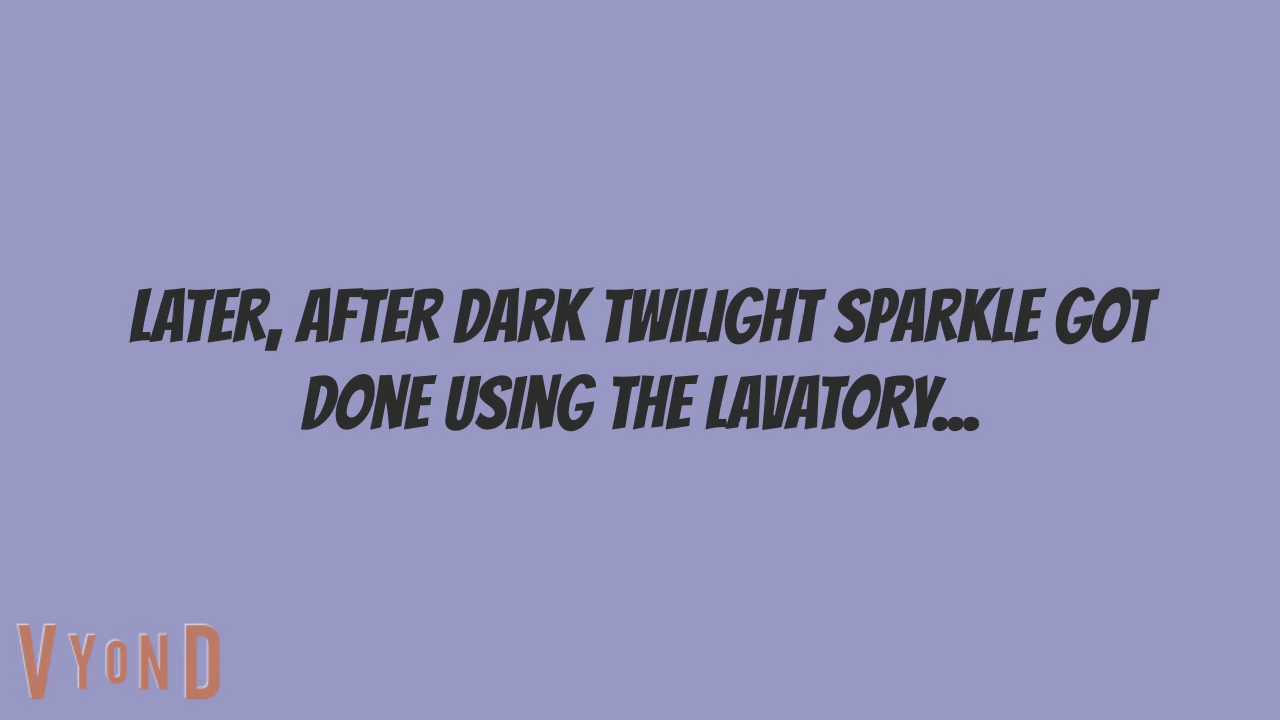 LATER, AFTER DARK TWILIGHT SPARKLE GOT
DONE USING THE LAVATORY...
VYOND